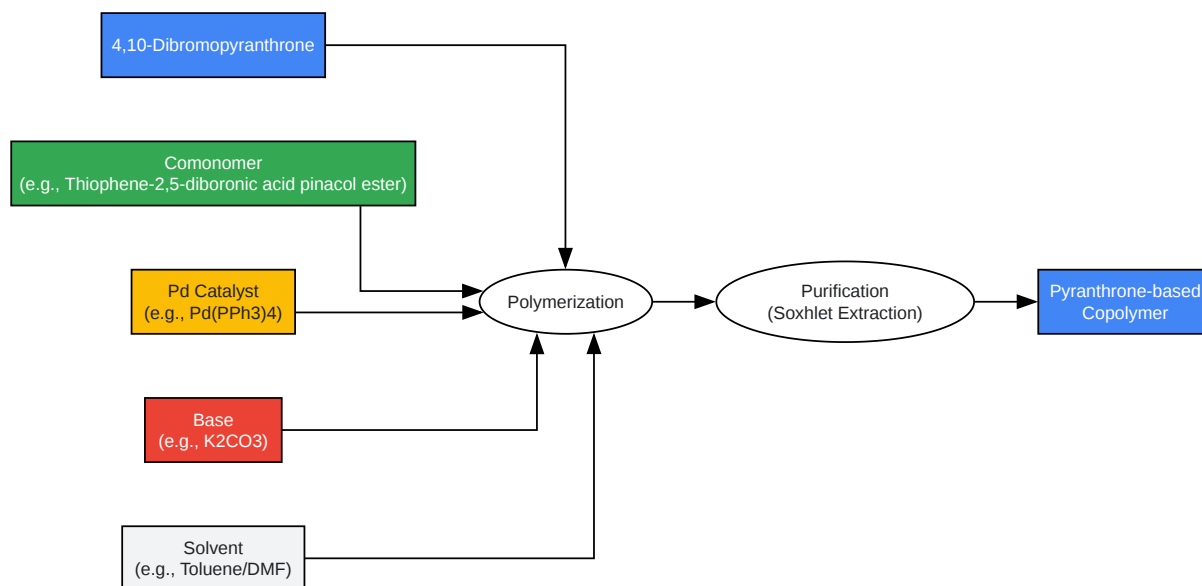 4,10-Dibromopyranthrone
Comonomer
(e.g., Thiophene-2,5-diboronic acid pinacol ester)
Pd Catalyst
(e.g., Pd(PPh3)4)
Base
(e.g., K2CO3)
Solvent
(e.g., Toluene/DMF)
Polymerization
Purification
(Soxhlet Extraction)
Pyranthrone-based
Copolymer